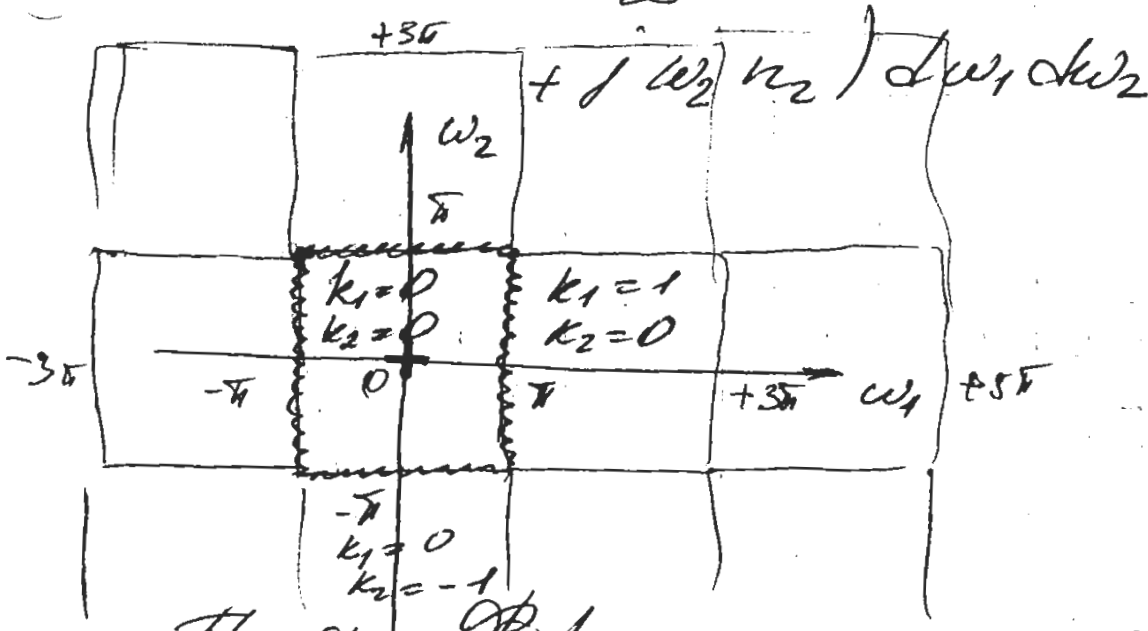 +3π
+ j ω₂ n₂ ) dω₁ dω₂
ω₂
π
k₁=0
k₂=0
k₁=1
k₂=0
-3π
-π
0
π
+3π
ω₁
+5π
-π
k₁=0
k₂=-1